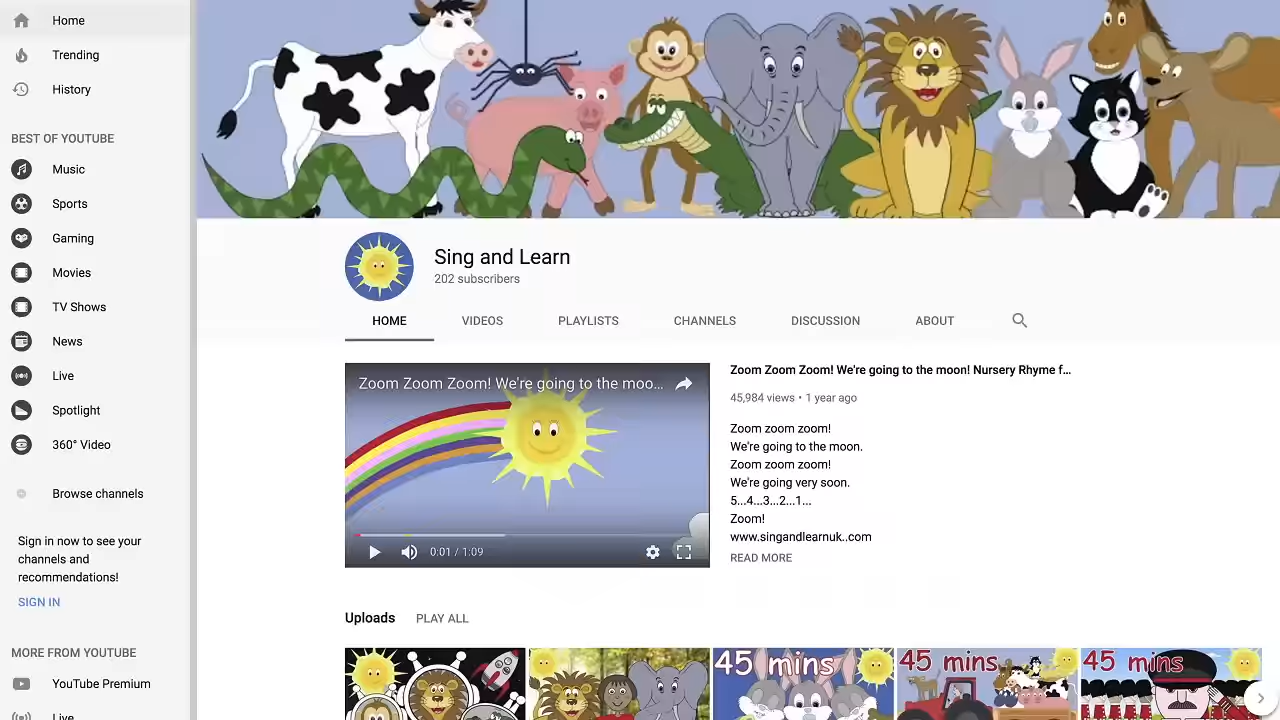 Home
Trending
History
BEST OF YOUTUBE
Music
Sports
Gaming
Movies
TV Shows
News
Live
Spotlight
360° Video
Browse channels
Sign in now to see your
channels and
recommendations!
SIGN IN
MORE FROM YOUTUBE
YouTube Premium
Live
Sing and Learn
202 subscribers
HOME VIDEOS PLAYLISTS CHANNELS DISCUSSION ABOUT
Zoom Zoom Zoom! We're going to the moo...
0:01 / 1:09
Zoom Zoom Zoom! We're going to the moon! Nursery Rhyme f...
45,984 views • 1 year ago
Zoom zoom zoom!
We're going to the moon.
Zoom zoom zoom!
We're going very soon.
5...4...3...2...1...
Zoom!
www.singandlearnuk..com
READ MORE
Uploads PLAY ALL
45 mins
45 mins
45 mins